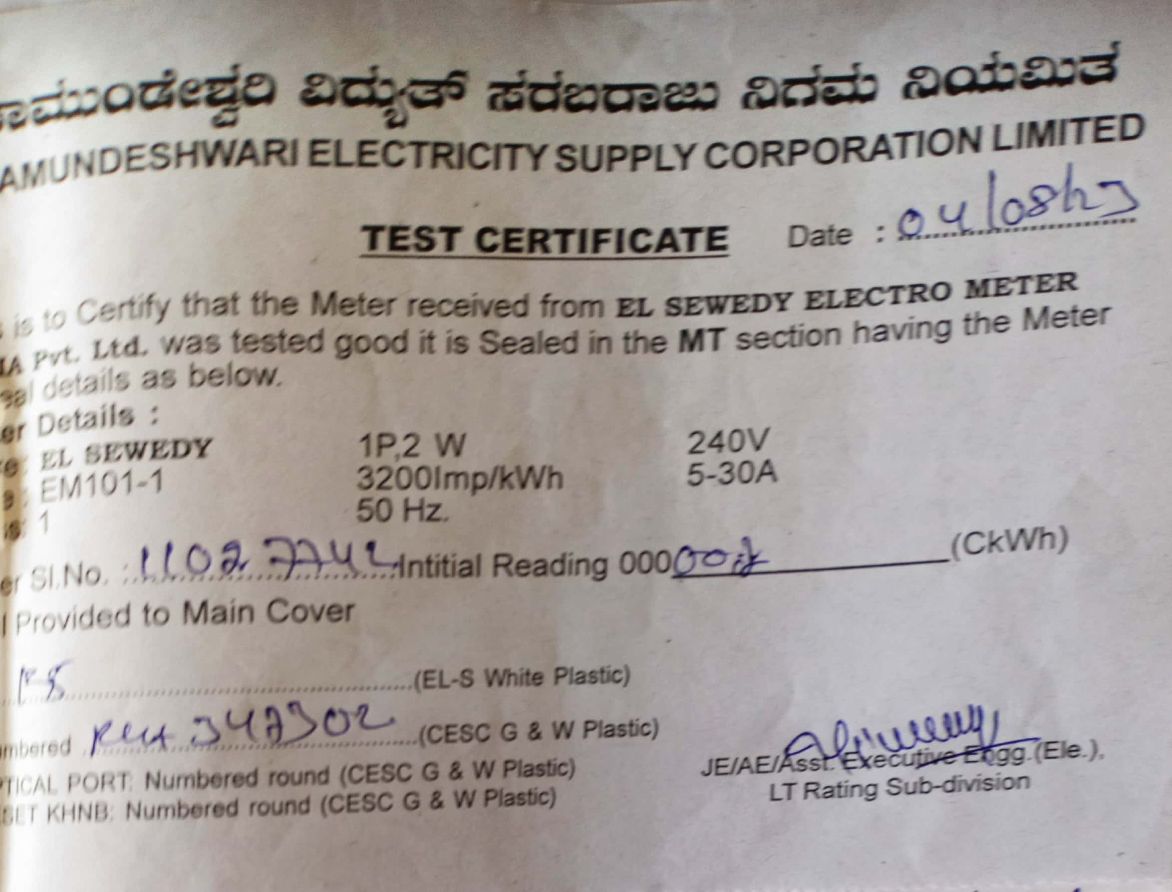 ಾಮುಂಡೇಶ್ವರಿ ವಿದ್ಯುತ್ ಸರಬರಾಜು ನಿಗಮ ನಿಯಮಿತ
AMUNDESHWARI ELECTRICITY SUPPLY CORPORATION LIMITED
TEST CERTIFICATE Date : 04/08/23
s is to Certify that the Meter received from EL SEWEDY ELECTRO METER
IA Pvt. Ltd. was tested good it is Sealed in the MT section having the Meter
eal details as below.
er Details :
EL SEWEDY 1P,2 W 240V
EM101-1 3200Imp/kWh 5-30A
1 50 Hz.
er Sl.No. : Intitial Reading 000 (CkWh)
l Provided to Main Cover
(EL-S White Plastic)
mbered 347302 (CESC G & W Plastic)
PTICAL PORT: Numbered round (CESC G & W Plastic)
SET KHNB: Numbered round (CESC G & W Plastic)
JE/AE/Asst. Executive Engg.(Ele.),
LT Rating Sub-division